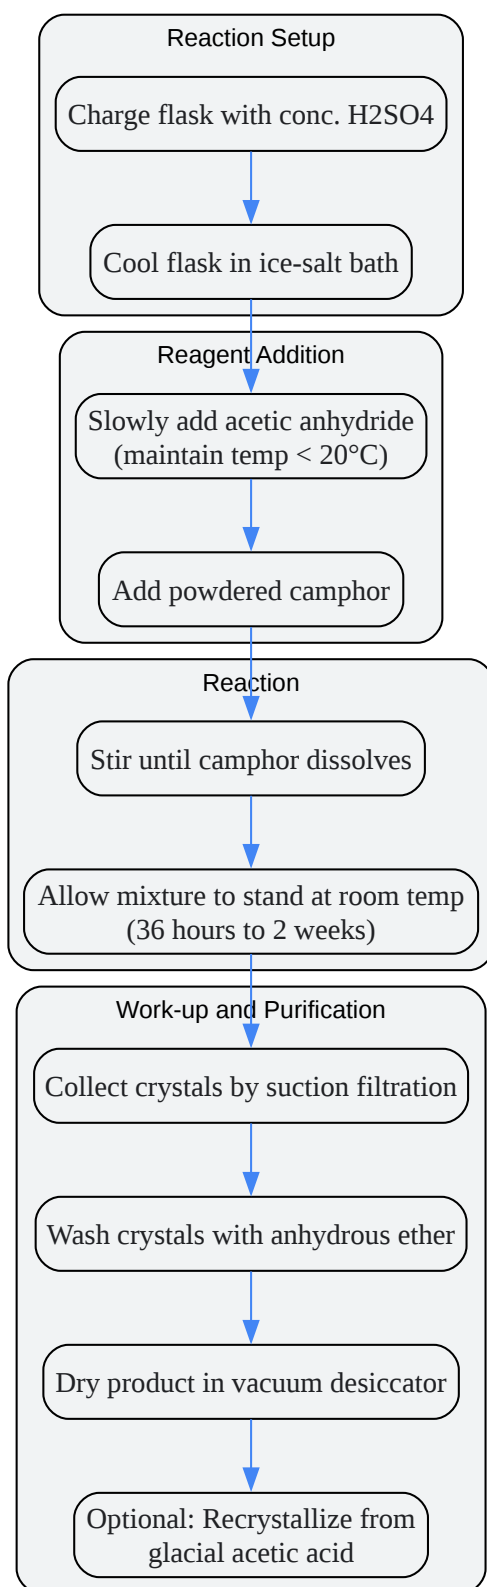 Reaction Setup
Charge flask with conc. H2SO4
Cool flask in ice-salt bath
Reagent Addition
Slowly add acetic anhydride
(maintain temp < 20°C)
Add powdered camphor
Reaction
Stir until camphor dissolves
Allow mixture to stand at room temp
(36 hours to 2 weeks)
Work-up and Purification
Collect crystals by suction filtration
Wash crystals with anhydrous ether
Dry product in vacuum desiccator
Optional: Recrystallize from
glacial acetic acid